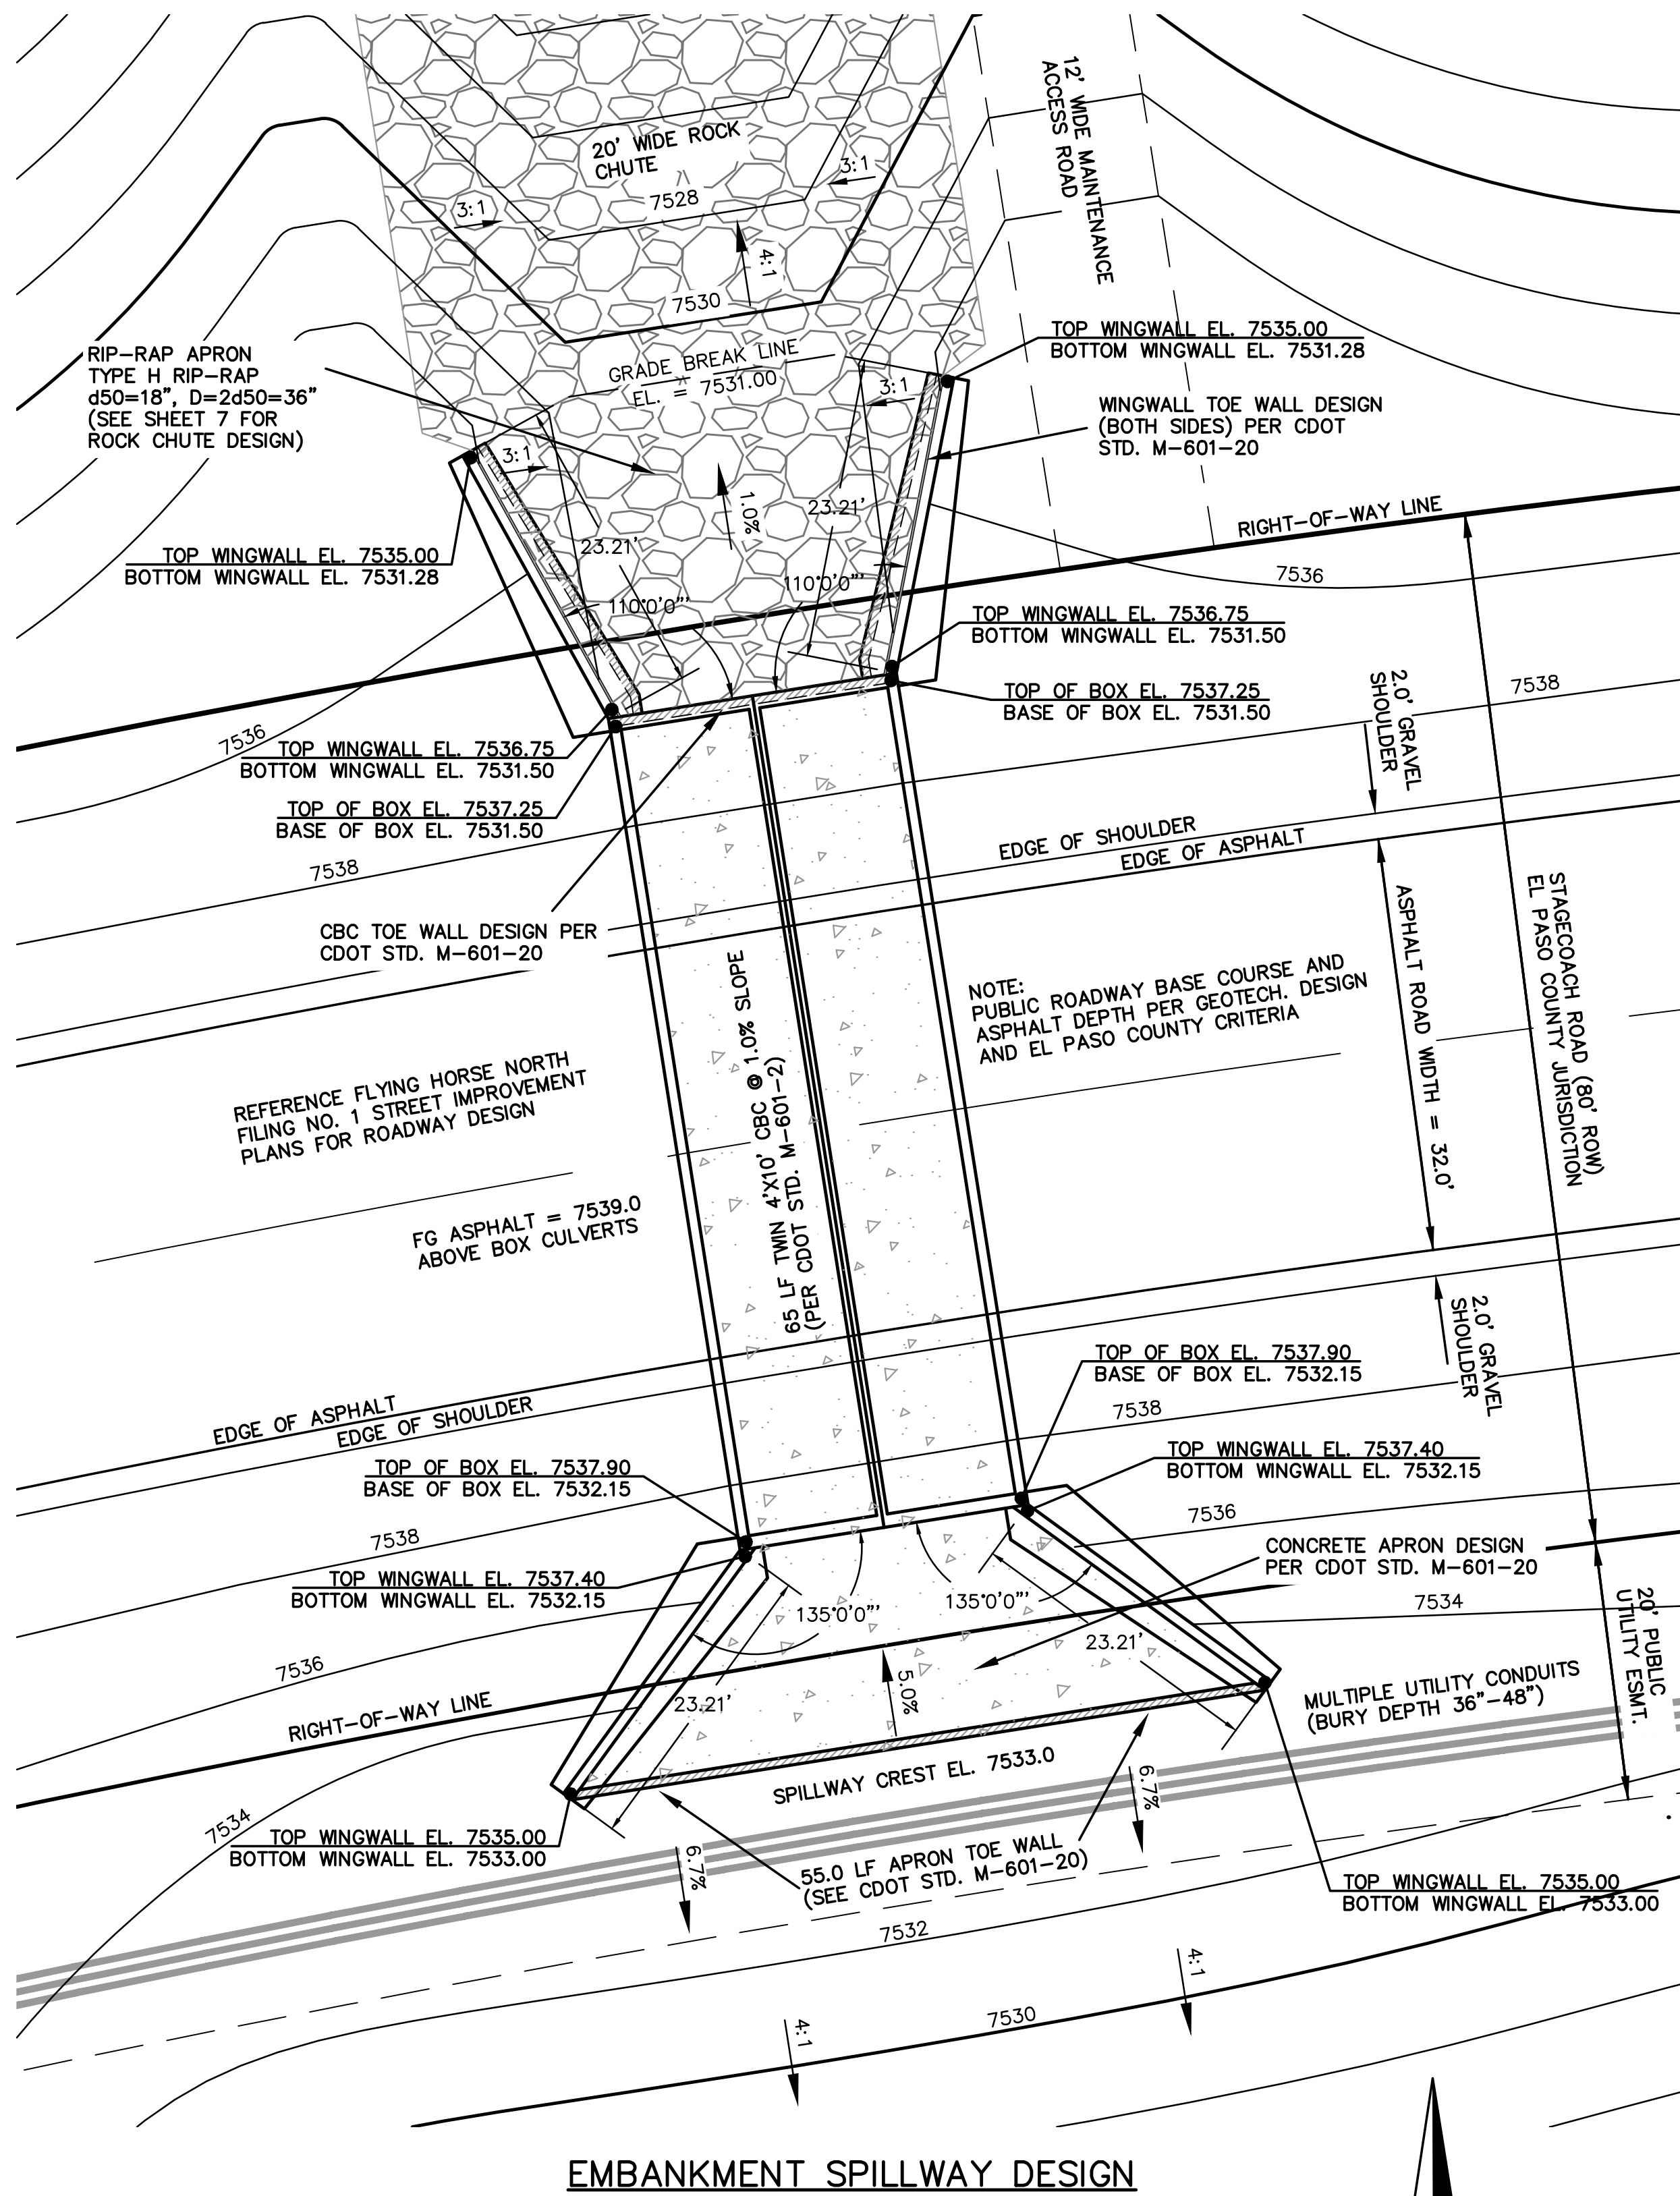 12' WIDE MAINTENANCE
ACCESS ROAD
20' WIDE ROCK
CHUTE
3:1
3:1
7528
4:1
7530
RIP-RAP APRON
TYPE H RIP-RAP
d50=18", D=2d50=36"
(SEE SHEET 7 FOR
ROCK CHUTE DESIGN)
GRADE BREAK LINE
EL. = 7531.00
3:1
TOP WINGWALL EL. 7535.00
BOTTOM WINGWALL EL. 7531.28
WINGWALL TOE WALL DESIGN
(BOTH SIDES) PER CDOT
STD. M-601-20
3:1
1.0%
23.21'
23.21'
RIGHT-OF-WAY LINE
TOP WINGWALL EL. 7535.00
BOTTOM WINGWALL EL. 7531.28
110°0'0"'
110°0'0"'
7536
TOP WINGWALL EL. 7536.75
BOTTOM WINGWALL EL. 7531.50
TOP OF BOX EL. 7537.25
BASE OF BOX EL. 7531.50
2.0' GRAVEL
SHOULDER
7538
7536
TOP WINGWALL EL. 7536.75
BOTTOM WINGWALL EL. 7531.50
TOP OF BOX EL. 7537.25
BASE OF BOX EL. 7531.50
7538
EDGE OF SHOULDER
EDGE OF ASPHALT
CBC TOE WALL DESIGN PER
CDOT STD. M-601-20
ASPHALT ROAD WIDTH = 32.0'
STAGECOACH ROAD (80' ROW)
EL PASO COUNTY JURISDICTION
NOTE:
PUBLIC ROADWAY BASE COURSE AND
ASPHALT DEPTH PER GEOTECH. DESIGN
AND EL PASO COUNTY CRITERIA
65 LF TWIN 4'X10' CBC @ 1.0% SLOPE
(PER CDOT STD. M-601-2)
REFERENCE FLYING HORSE NORTH
FILING NO. 1 STREET IMPROVEMENT
PLANS FOR ROADWAY DESIGN
FG ASPHALT = 7539.0
ABOVE BOX CULVERTS
2.0' GRAVEL
SHOULDER
TOP OF BOX EL. 7537.90
BASE OF BOX EL. 7532.15
7538
EDGE OF ASPHALT
EDGE OF SHOULDER
TOP WINGWALL EL. 7537.40
BOTTOM WINGWALL EL. 7532.15
TOP OF BOX EL. 7537.90
BASE OF BOX EL. 7532.15
7536
7538
CONCRETE APRON DESIGN
PER CDOT STD. M-601-20
TOP WINGWALL EL. 7537.40
BOTTOM WINGWALL EL. 7532.15
135°0'0"'
135°0'0"'
7534
20' PUBLIC
UTILITY ESMT.
23.21'
7536
23.21'
5.0%
RIGHT-OF-WAY LINE
MULTIPLE UTILITY CONDUITS
(BURY DEPTH 36"-48")
SPILLWAY CREST EL. 7533.0
6.7%
7534
TOP WINGWALL EL. 7535.00
BOTTOM WINGWALL EL. 7533.00
6.7%
55.0 LF APRON TOE WALL
(SEE CDOT STD. M-601-20)
TOP WINGWALL EL. 7535.00
BOTTOM WINGWALL EL. 7533.00
7532
4:1
7530
4:1
EMBANKMENT SPILLWAY DESIGN